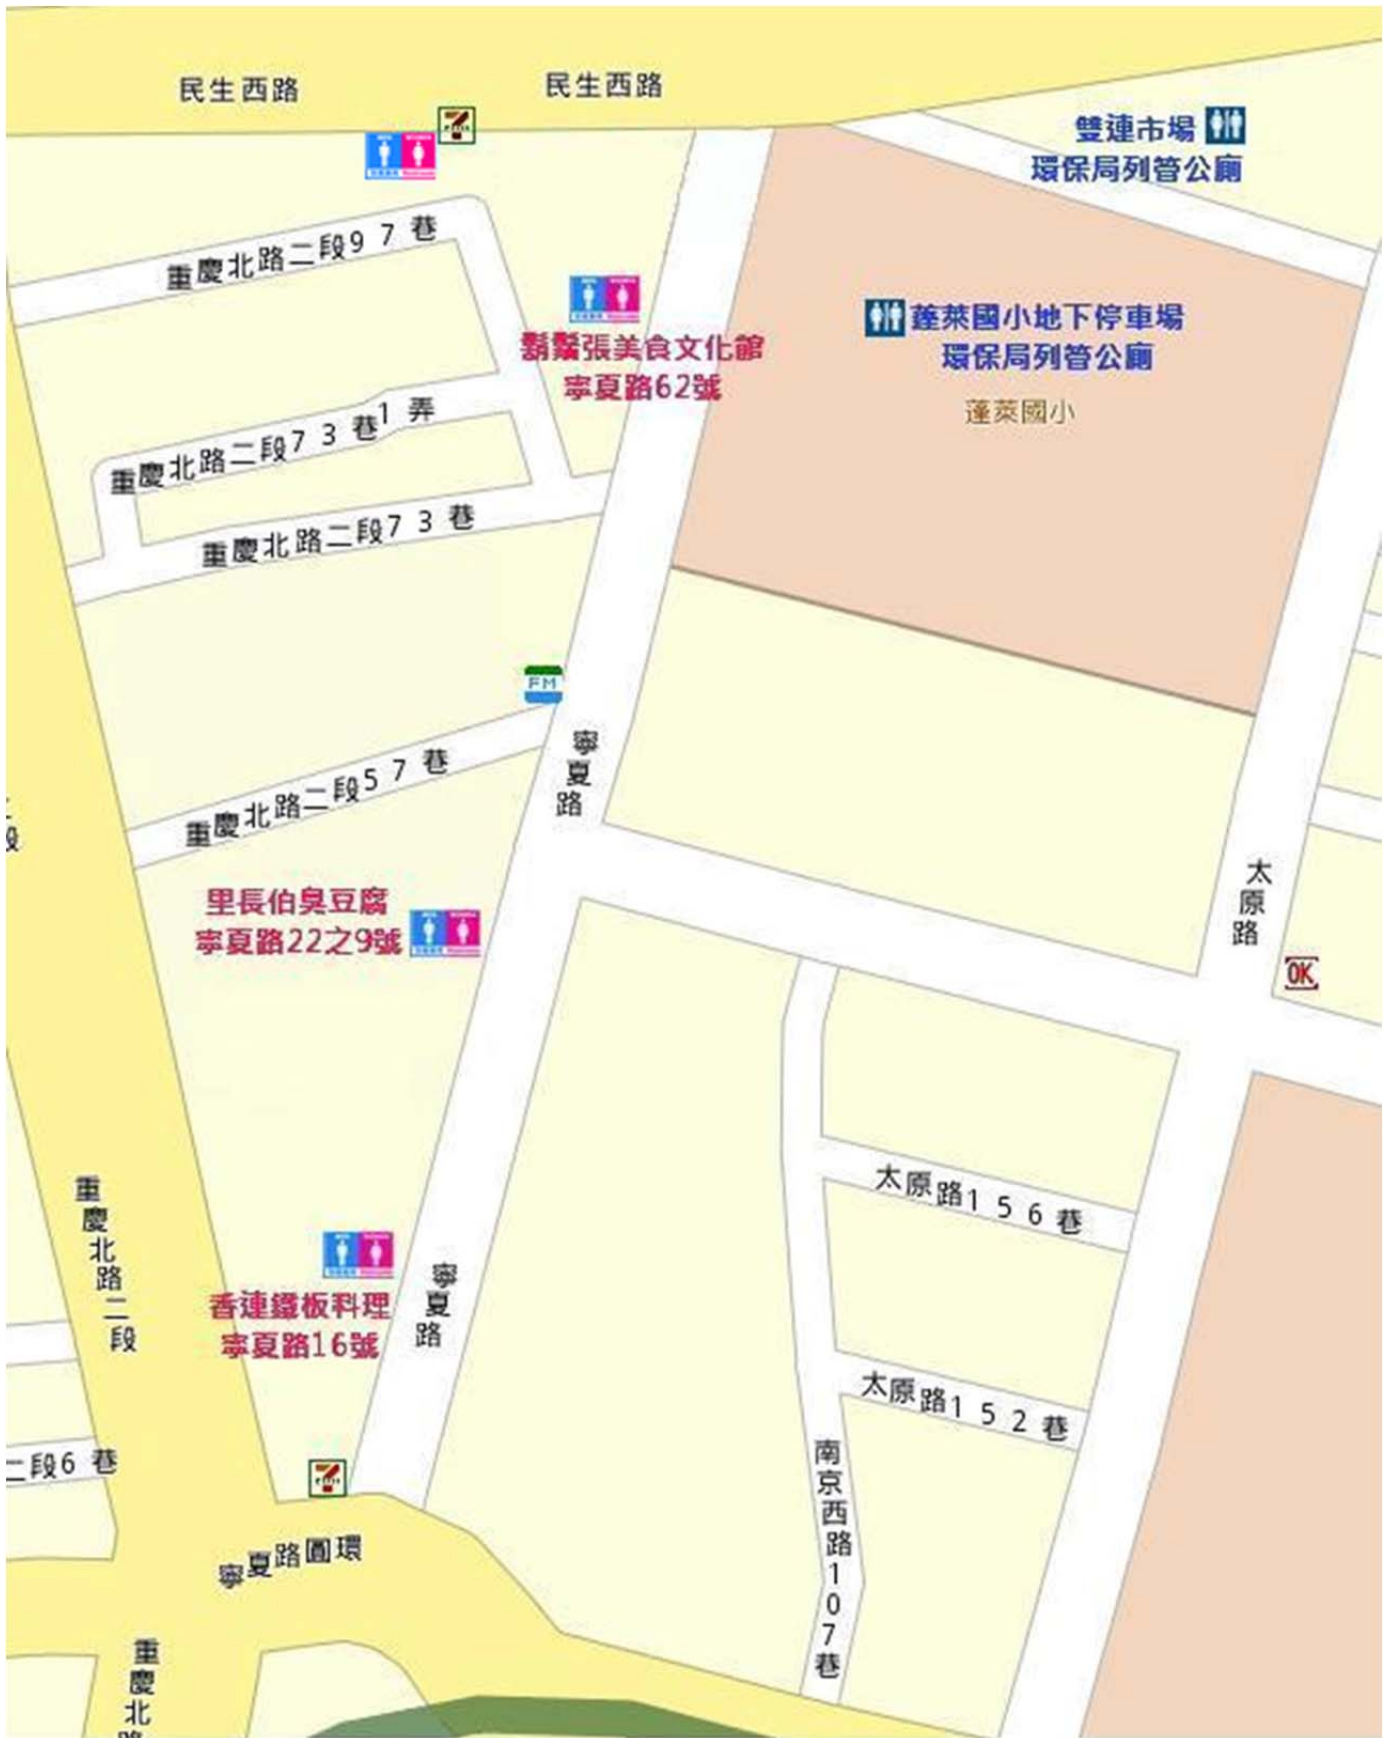 民生西路
民生西路
雙連市場
環保局列管公廁
重慶北路二段97巷
鬍鬚張美食文化館
寧夏路62號
蓬萊國小地下停車場
環保局列管公廁
蓬萊國小
重慶北路二段73巷1弄
重慶北路二段73巷
FM
寧夏路
重慶北路二段57巷
段
太原路
里長伯臭豆腐
寧夏路22之9號
OK
重慶北路二段
太原路156巷
香連鐵板料理
寧夏路16號
寧夏路
太原路152巷
二段6巷
南京西路107巷
寧夏路圓環
重慶北路